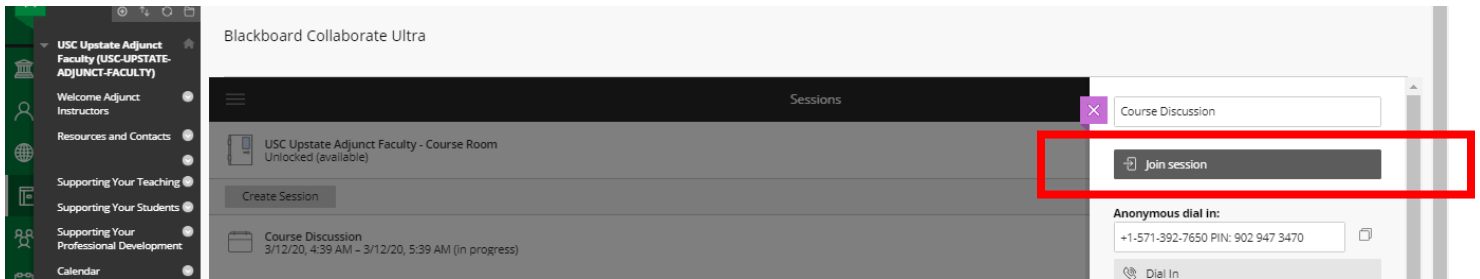 USC Upstate Adjunct
Faculty (USC-UPSTATE-
ADJUNCT-FACULTY)
Welcome Adjunct
Instructors
Resources and Contacts
Supporting Your Teaching
Supporting Your Students
Supporting Your
Professional Development
Calendar
Blackboard Collaborate Ultra
Sessions
USC Upstate Adjunct Faculty - Course Room
Unlocked (available)
Create Session
Course Discussion
3/12/20, 4:39 AM – 3/12/20, 5:39 AM (in progress)
Course Discussion
Join session
Anonymous dial in:
+1-571-392-7650 PIN: 902 947 3470
Dial In